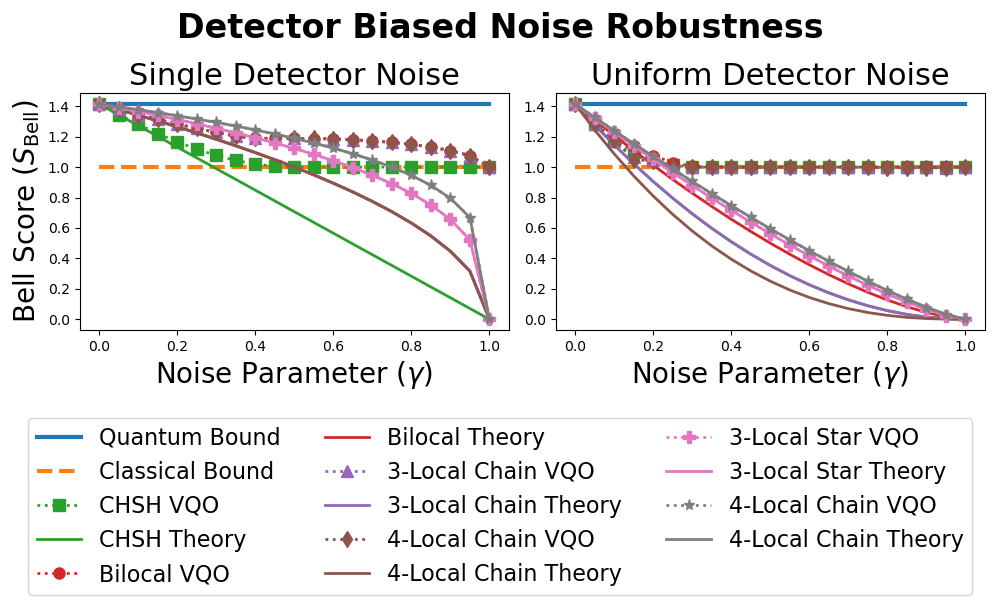 Detector Biased Noise Robustness
Single Detector Noise
Uniform Detector Noise
Bell Score (S_Bell)
1.4
1.2
1.0
0.8
0.6
0.4
0.2
0.0
0.0 0.2 0.4 0.6 0.8 1.0
Noise Parameter (γ)
1.4
1.2
1.0
0.8
0.6
0.4
0.2
0.0
0.0 0.2 0.4 0.6 0.8 1.0
Noise Parameter (γ)
Quantum Bound
Classical Bound
CHSH VQO
CHSH Theory
Bilocal VQO
Bilocal Theory
3-Local Chain VQO
3-Local Chain Theory
4-Local Chain VQO
4-Local Chain Theory
3-Local Star VQO
3-Local Star Theory
4-Local Chain VQO
4-Local Chain Theory